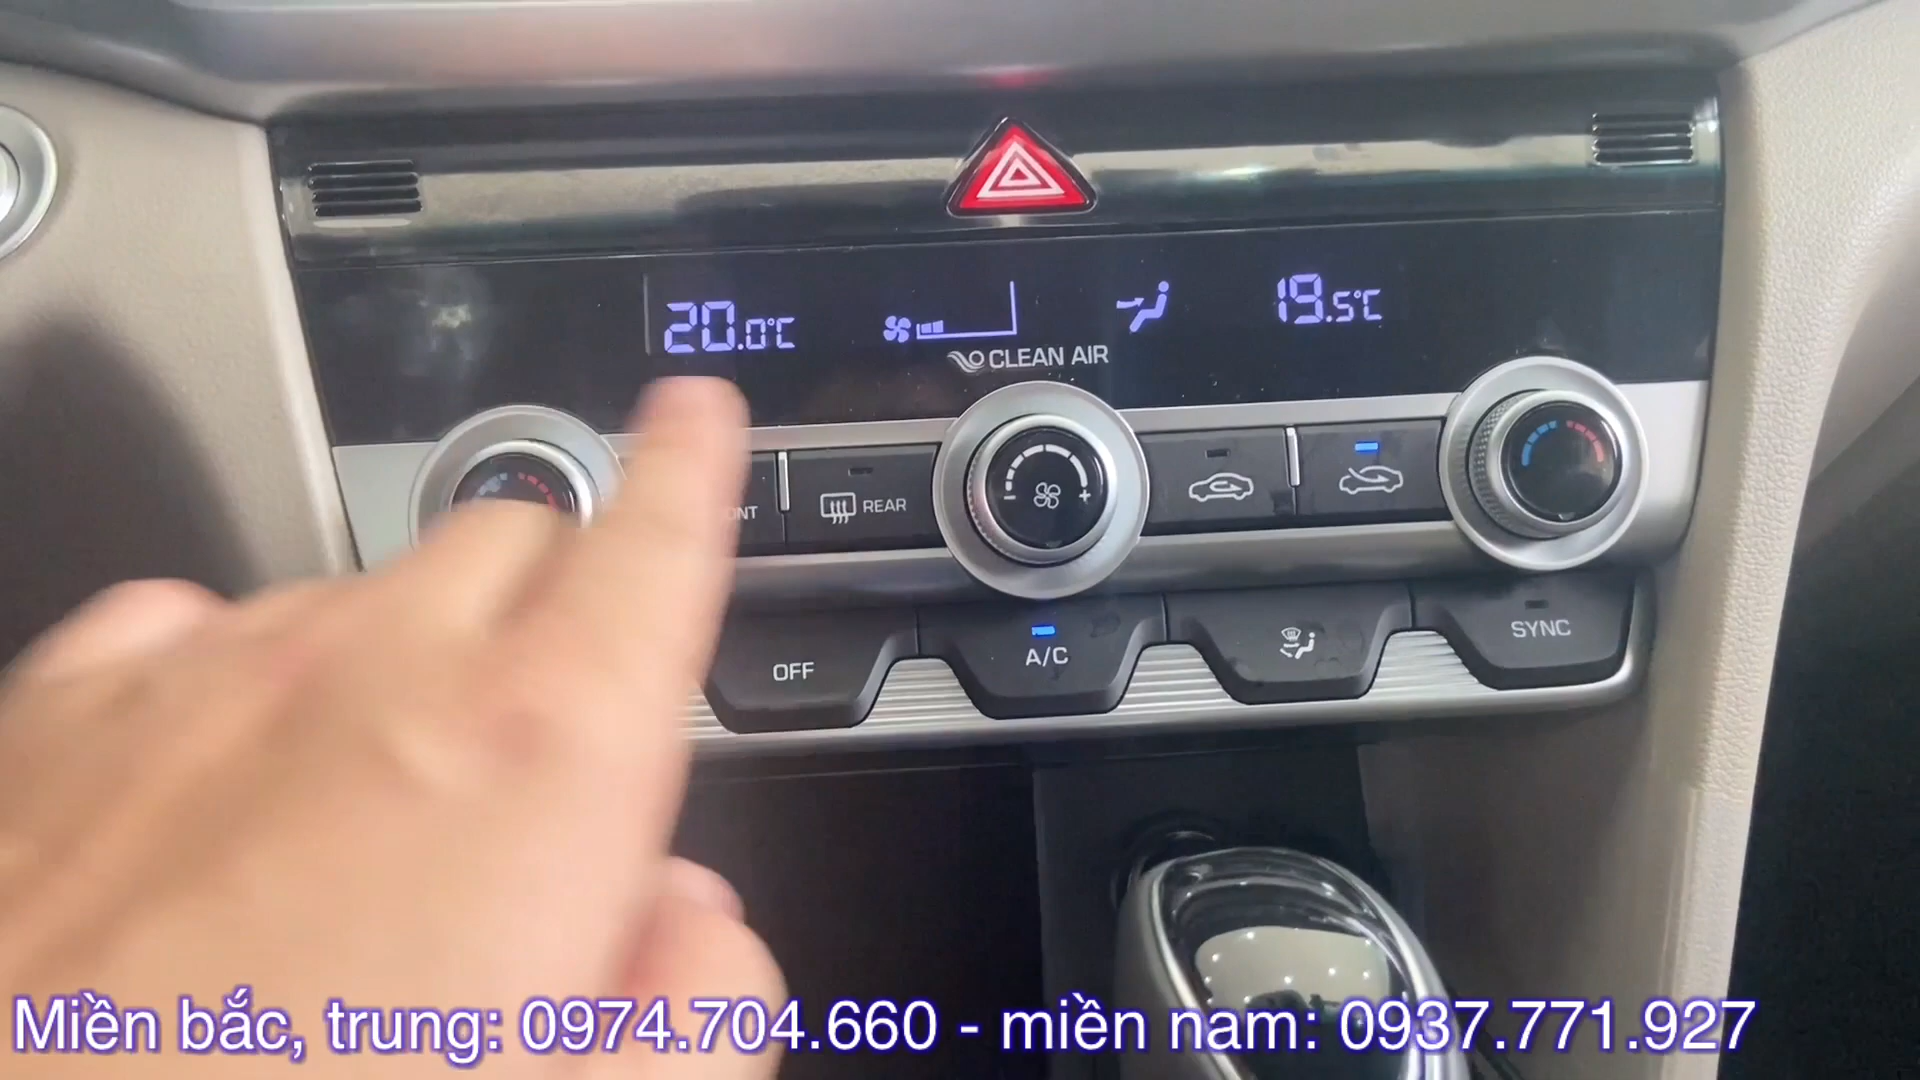 20.0°C
19.5°C
CLEAN AIR
REAR
- +
OFF
A/C
SYNC
Miền bắc, trung: 0974.704.660 - miền nam: 0937.771.927